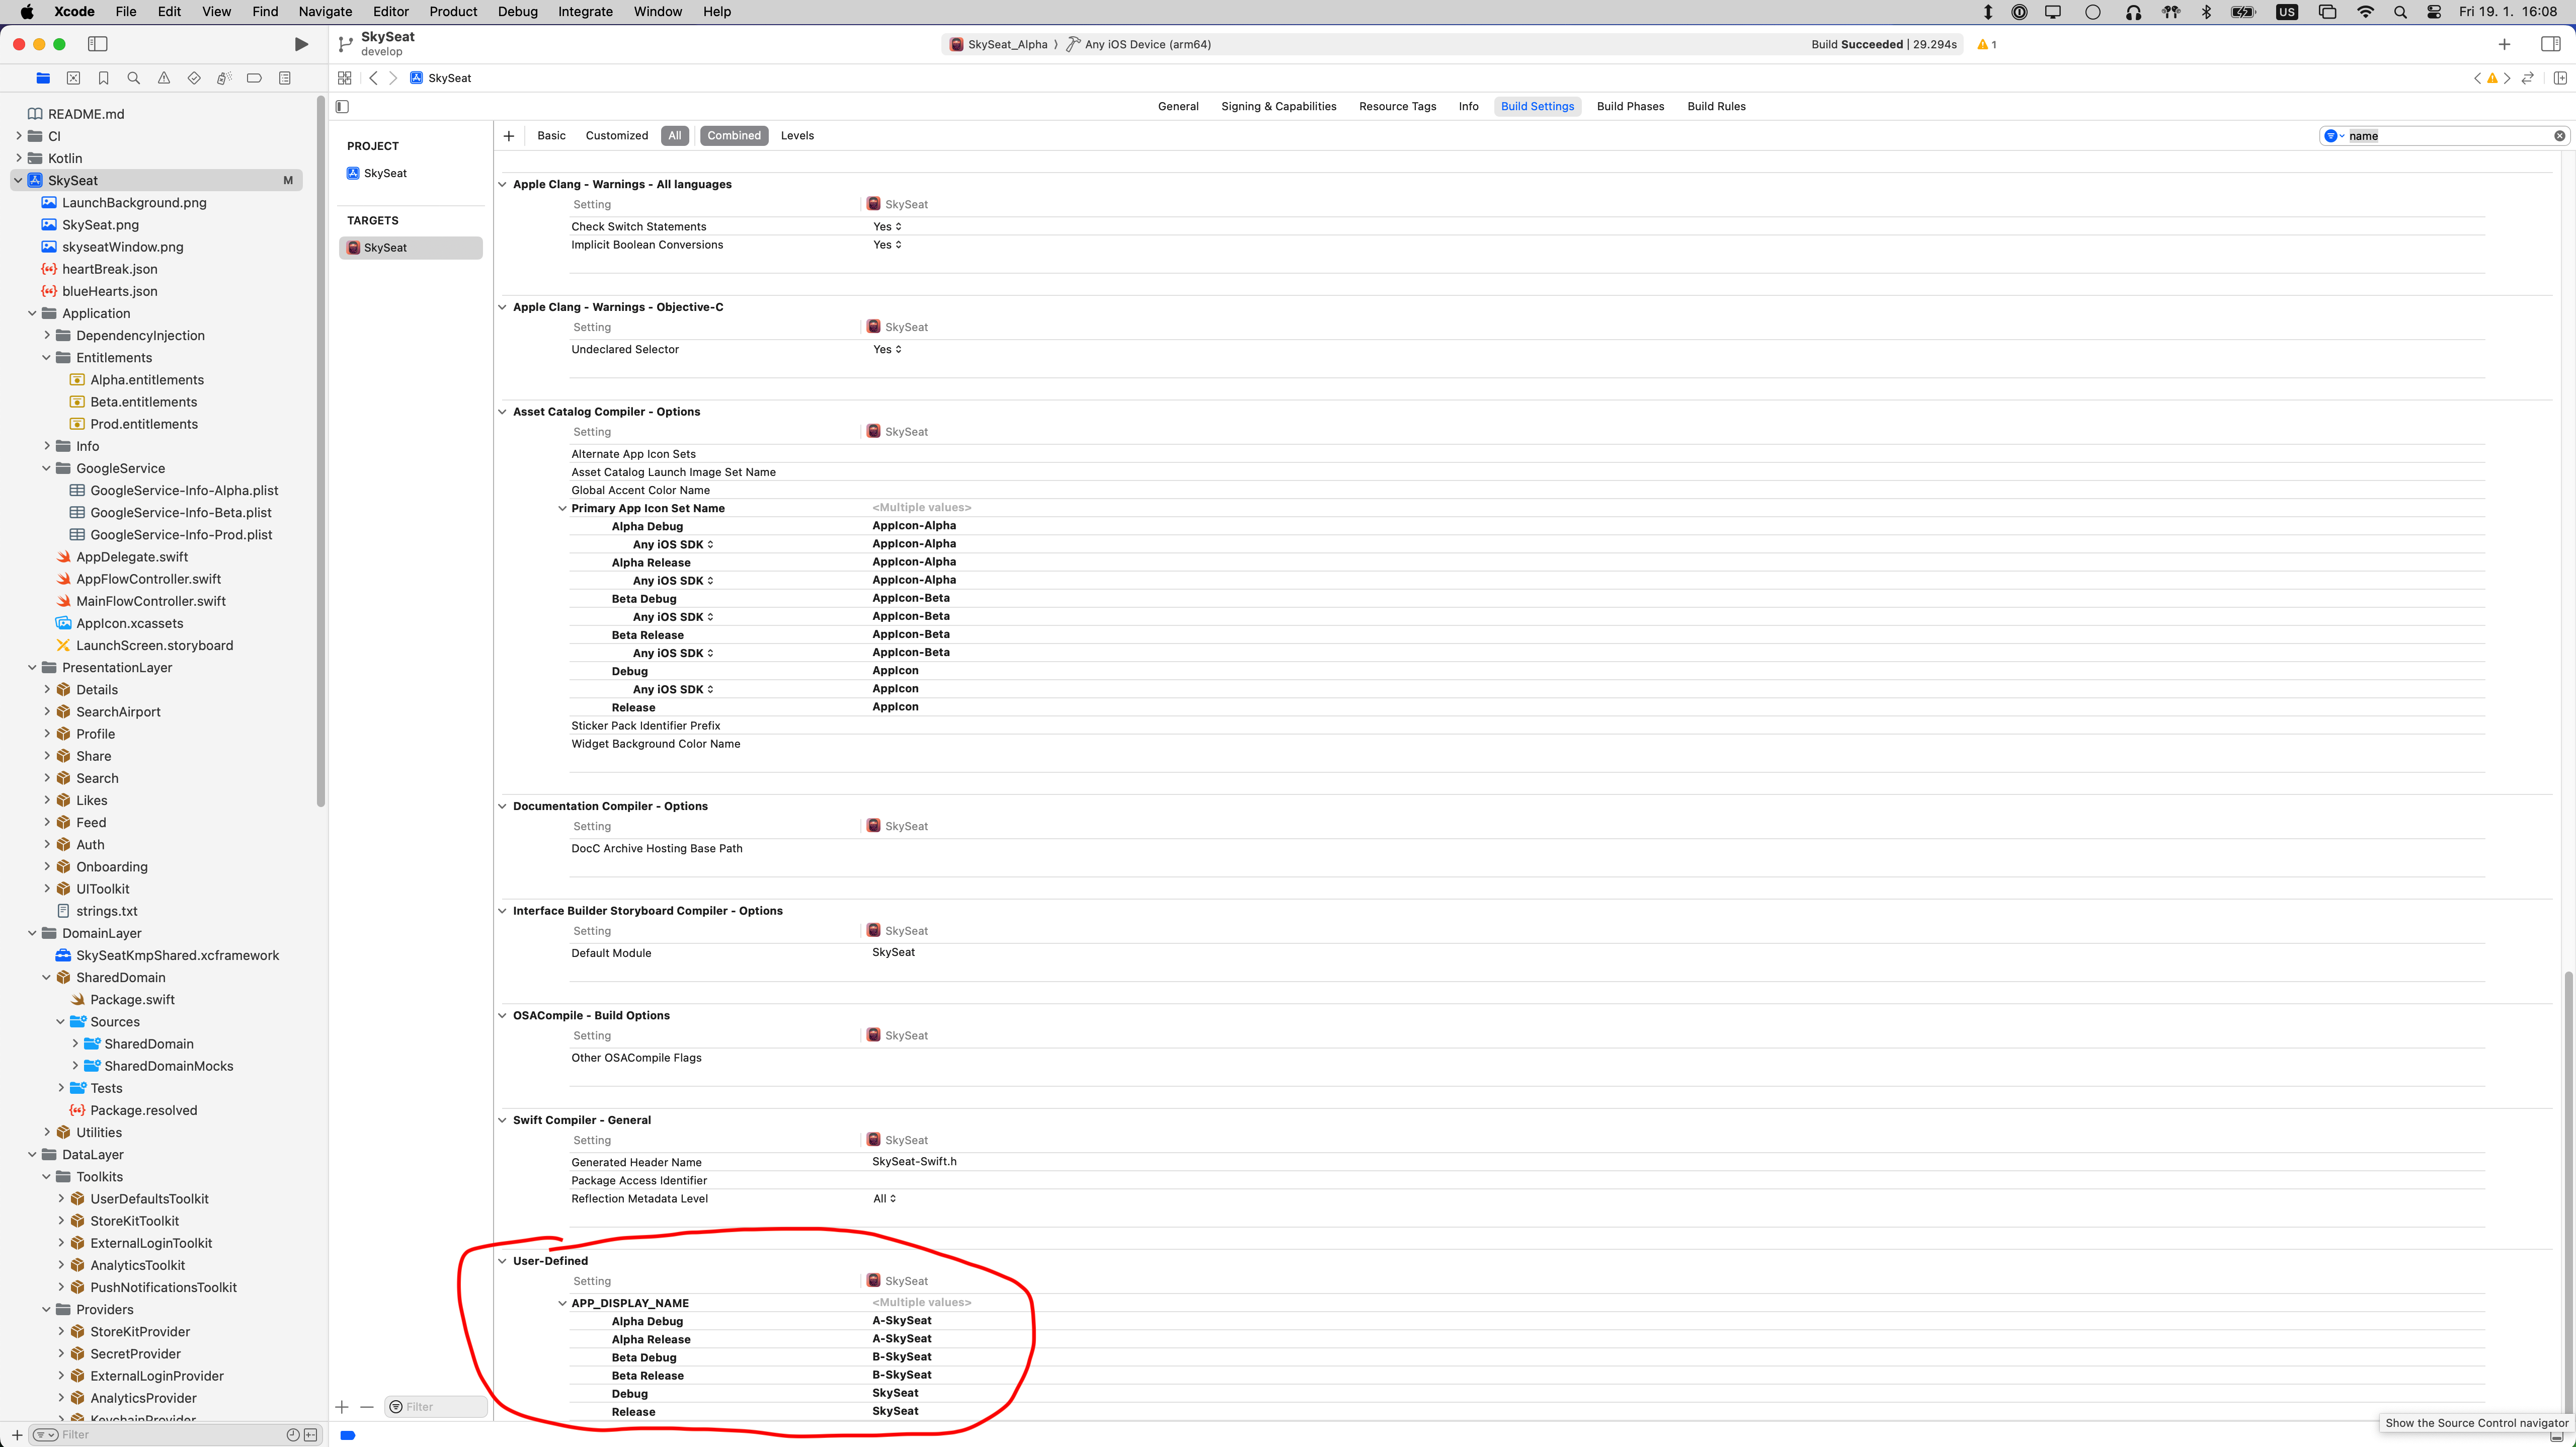 Xcode File Edit View Find Navigate Editor Product Debug Integrate Window Help US Fri 19. 1. 16:08
SkySeat
develop
SkySeat_Alpha ⟩ Any iOS Device (arm64) Build Succeeded | 29.294s 1
SkySeat
General Signing & Capabilities Resource Tags Info Build Settings Build Phases Build Rules
Basic Customized All Combined Levels name
README.md
CI
Kotlin
SkySeat M
LaunchBackground.png
SkySeat.png
skyseatWindow.png
heartBreak.json
blueHearts.json
Application
DependencyInjection
Entitlements
Alpha.entitlements
Beta.entitlements
Prod.entitlements
Info
GoogleService
GoogleService-Info-Alpha.plist
GoogleService-Info-Beta.plist
GoogleService-Info-Prod.plist
AppDelegate.swift
AppFlowController.swift
MainFlowController.swift
AppIcon.xcassets
LaunchScreen.storyboard
PresentationLayer
Details
SearchAirport
Profile
Share
Search
Likes
Feed
Auth
Onboarding
UIToolkit
strings.txt
DomainLayer
SkySeatKmpShared.xcframework
SharedDomain
Package.swift
Sources
SharedDomain
SharedDomainMocks
Tests
Package.resolved
Utilities
DataLayer
Toolkits
UserDefaultsToolkit
StoreKitToolkit
ExternalLoginToolkit
AnalyticsToolkit
PushNotificationsToolkit
Providers
StoreKitProvider
SecretProvider
ExternalLoginProvider
AnalyticsProvider
KeychainProvider
Filter
PROJECT
SkySeat
TARGETS
SkySeat
Filter
Apple Clang - Warnings - All languages
Setting SkySeat
Check Switch Statements Yes
Implicit Boolean Conversions Yes
Apple Clang - Warnings - Objective-C
Setting SkySeat
Undeclared Selector Yes
Asset Catalog Compiler - Options
Setting SkySeat
Alternate App Icon Sets
Asset Catalog Launch Image Set Name
Global Accent Color Name
Primary App Icon Set Name <Multiple values>
Alpha Debug AppIcon-Alpha
Any iOS SDK AppIcon-Alpha
Alpha Release AppIcon-Alpha
Any iOS SDK AppIcon-Alpha
Beta Debug AppIcon-Beta
Any iOS SDK AppIcon-Beta
Beta Release AppIcon-Beta
Any iOS SDK AppIcon-Beta
Debug AppIcon
Any iOS SDK AppIcon
Release AppIcon
Sticker Pack Identifier Prefix
Widget Background Color Name
Documentation Compiler - Options
Setting SkySeat
DocC Archive Hosting Base Path
Interface Builder Storyboard Compiler - Options
Setting SkySeat
Default Module SkySeat
OSACompile - Build Options
Setting SkySeat
Other OSACompile Flags
Swift Compiler - General
Setting SkySeat
Generated Header Name SkySeat-Swift.h
Package Access Identifier
Reflection Metadata Level All
User-Defined
Setting SkySeat
APP_DISPLAY_NAME <Multiple values>
Alpha Debug A-SkySeat
Alpha Release A-SkySeat
Beta Debug B-SkySeat
Beta Release B-SkySeat
Debug SkySeat
Release SkySeat
Show the Source Control navigator